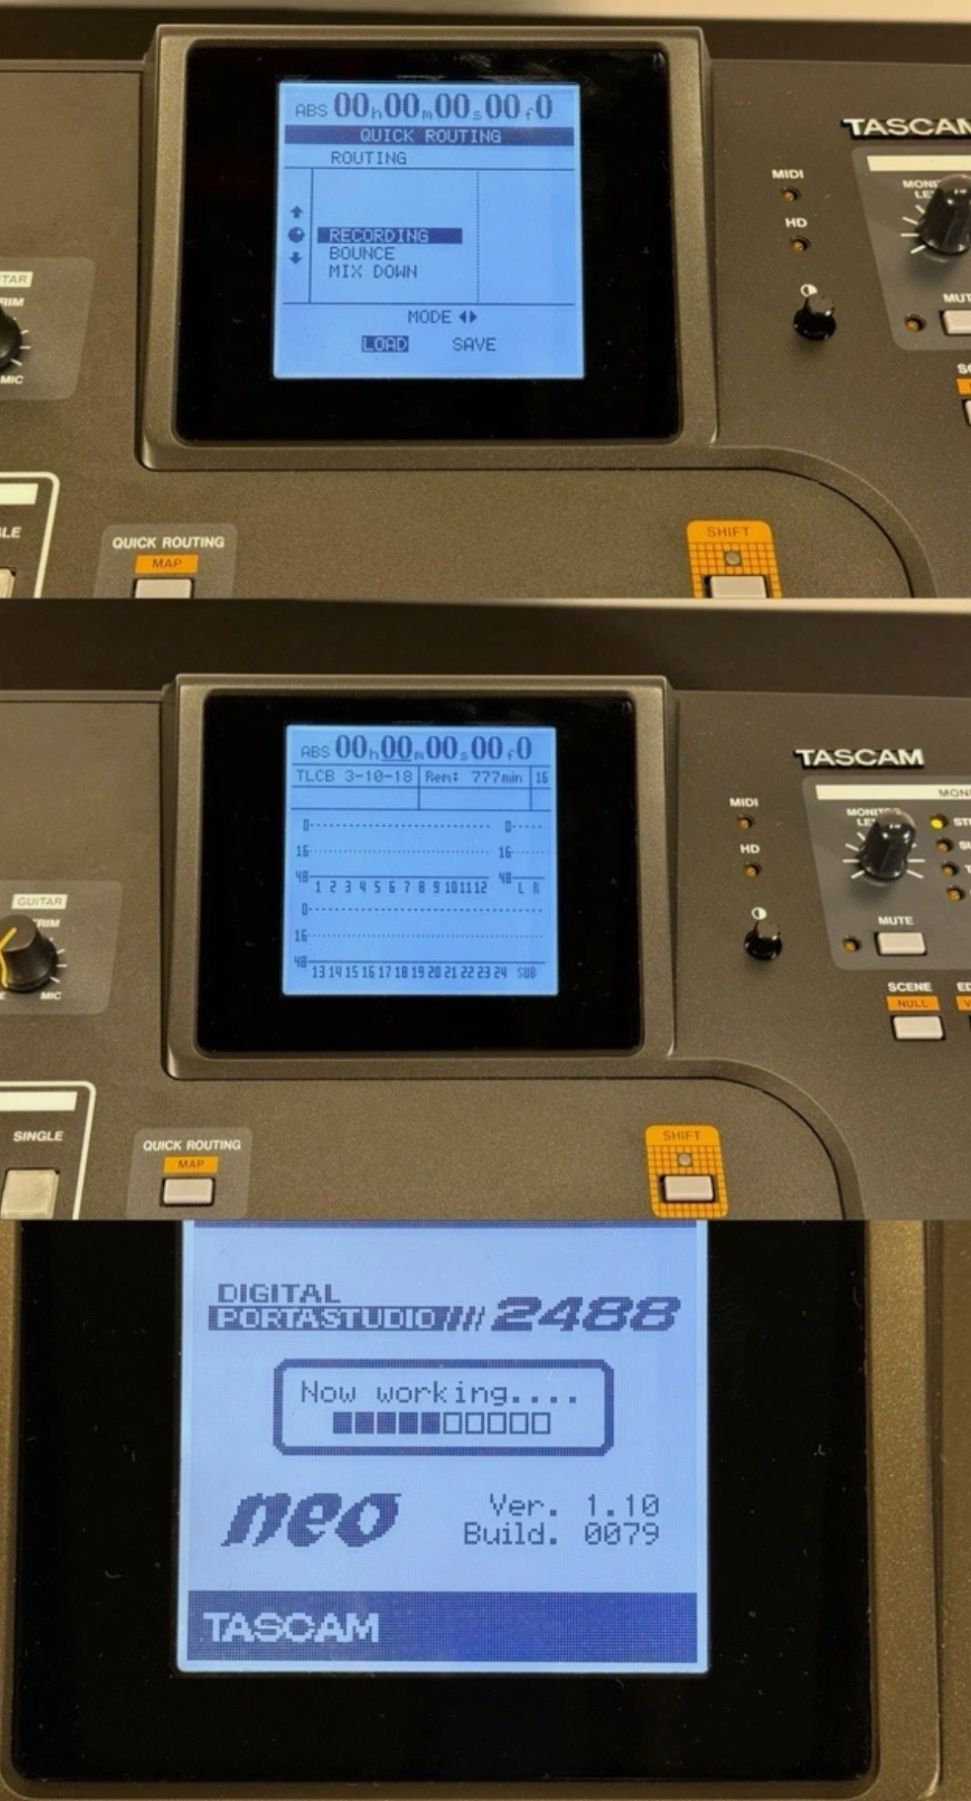 ABS 00h00m00s00f0
QUICK ROUTING
ROUTING
RECORDING
BOUNCE
MIX DOWN
MODE
LOAD SAVE
TASCAM
MIDI
HD
MIC
QUICK ROUTING
MAP
SHIFT
ABS 00h00m00s00f0
TLCB 3-10-18 Rem: 777min 16
0 0
16 16
48 1 2 3 4 5 6 7 8 9 10 11 12 48 L R
0
16
48 13 14 15 16 17 18 19 20 21 22 23 24 SUB
TASCAM
MIDI
HD
MUTE
SCENE
NULL
GUITAR
TRIM
MIC
SINGLE
QUICK ROUTING
MAP
SHIFT
DIGITAL
PORTASTUDIO 2488
Now working....
neo
Ver. 1.10
Build. 0079
TASCAM